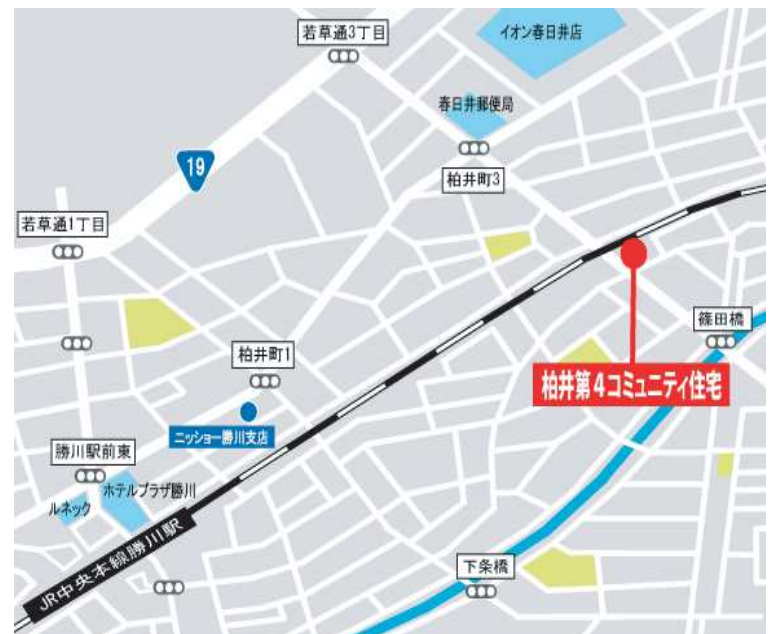 若草通3丁目
イオン春日井店
春日井郵便局
柏井町3
19
若草通1丁目
篠田橋
柏井町1
柏井第4コミュニティ住宅
ニッショー勝川支店
勝川駅前東
ホテルプラザ勝川
ルネック
JR中央本線勝川駅
下条橋